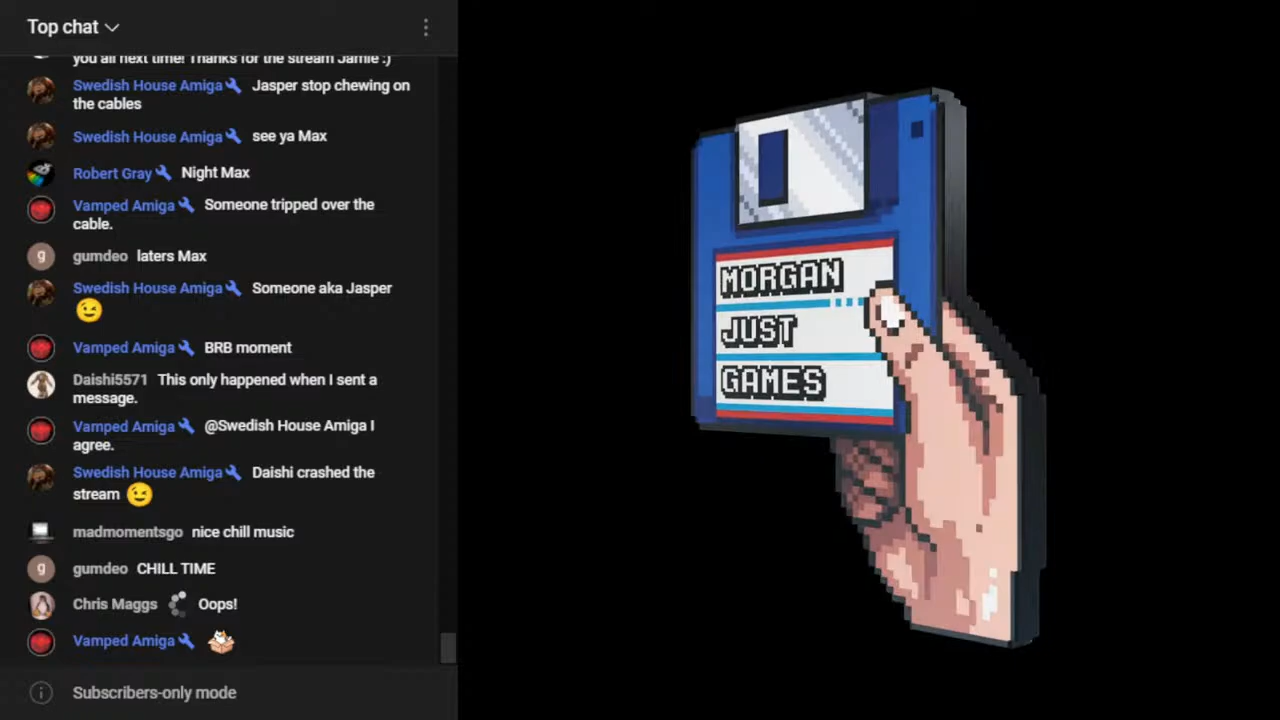 Top chat
you all next time! Thanks for the stream Jamie :)
Swedish House Amiga Jasper stop chewing on
the cables
Swedish House Amiga see ya Max
Robert Gray Night Max
Vamped Amiga Someone tripped over the
cable.
g gumdeo laters Max
Swedish House Amiga Someone aka Jasper
😉
Vamped Amiga BRB moment
Daishi5571 This only happened when I sent a
message.
Vamped Amiga @Swedish House Amiga I
agree.
Swedish House Amiga Daishi crashed the
stream 😉
madmomentsgo nice chill music
g gumdeo CHILL TIME
Chris Maggs Oops!
Vamped Amiga
Subscribers-only mode
MORGAN
JUST
GAMES